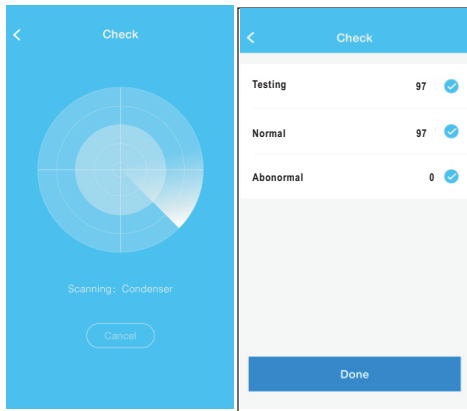 Check
Scanning: Condenser
Cancel
Check
Testing 97
Normal 97
Abonormal 0
Done